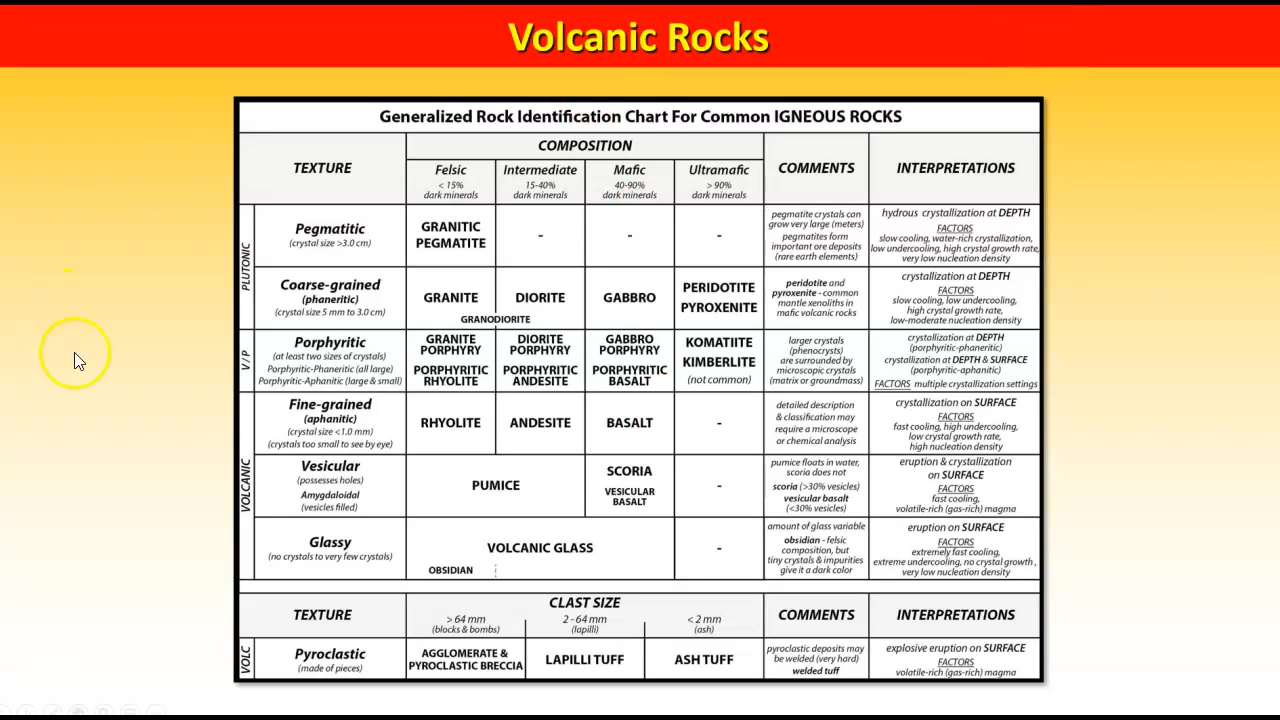 Volcanic Rocks
Generalized Rock Identification Chart For Common IGNEOUS ROCKS
TEXTURE
COMPOSITION
COMMENTS
INTERPRETATIONS
Felsic
< 15%
dark minerals
Intermediate
15-40%
dark minerals
Mafic
40-90%
dark minerals
Ultramafic
> 90%
dark minerals
PLUTONIC
Pegmatitic
(crystal size >3.0 cm)
GRANITIC
PEGMATITE
-
-
-
pegmatite crystals can
grow very large (meters)
pegmatites form
important ore deposits
(rare earth elements)
hydrous crystallization at DEPTH
FACTORS
slow cooling, water-rich crystallization,
low undercooling, high crystal growth rate,
very low nucleation density
Coarse-grained
(phaneritic)
(crystal size 5 mm to 3.0 cm)
GRANITE
DIORITE
GRANODIORITE
GABBRO
PERIDOTITE
PYROXENITE
peridotite and
pyroxenite - common
mantle xenoliths in
mafic volcanic rocks
crystallization at DEPTH
FACTORS
slow cooling, low undercooling,
high crystal growth rate,
low-moderate nucleation density
V / P
Porphyritic
(at least two sizes of crystals)
Porphyritic-Phaneritic (all large)
Porphyritic-Aphanitic (large & small)
GRANITE
PORPHYRY
PORPHYRITIC
RHYOLITE
DIORITE
PORPHYRY
PORPHYRITIC
ANDESITE
GABBRO
PORPHYRY
PORPHYRITIC
BASALT
KOMATIITE
KIMBERLITE
(not common)
larger crystals
(phenocrysts)
are surrounded by
microscopic crystals
(matrix or groundmass)
crystallization at DEPTH
(porphyritic-phaneritic)
crystallization at DEPTH & SURFACE
(porphyritic-aphanitic)
FACTORS multiple crystallization settings
VOLCANIC
Fine-grained
(aphanitic)
(crystal size <1.0 mm)
(crystals too small to see by eye)
RHYOLITE
ANDESITE
BASALT
-
detailed description
& classification may
require a microscope
or chemical analysis
crystallization on SURFACE
FACTORS
fast cooling, high undercooling,
low crystal growth rate,
high nucleation density
Vesicular
(possesses holes)
Amygdaloidal
(vesicles filled)
PUMICE
SCORIA
VESICULAR
BASALT
-
pumice floats in water,
scoria does not
scoria (>30% vesicles)
vesicular basalt
(<30% vesicles)
eruption & crystallization
on SURFACE
FACTORS
fast cooling,
volatile-rich (gas-rich) magma
Glassy
(no crystals to very few crystals)
VOLCANIC GLASS
OBSIDIAN
-
amount of glass variable
obsidian - felsic
composition, but
tiny crystals & impurities
give it a dark color
eruption on SURFACE
FACTORS
extremely fast cooling,
extreme undercooling, no crystal growth ,
very low nucleation density
TEXTURE
CLAST SIZE
> 64 mm
(blocks & bombs)
2 - 64 mm
(lapilli)
< 2 mm
(ash)
COMMENTS
INTERPRETATIONS
VOLC
Pyroclastic
(made of pieces)
AGGLOMERATE &
PYROCLASTIC BRECCIA
LAPILLI TUFF
ASH TUFF
pyroclastic deposits may
be welded (very hard)
welded tuff
explosive eruption on SURFACE
FACTORS
volatile-rich (gas-rich) magma